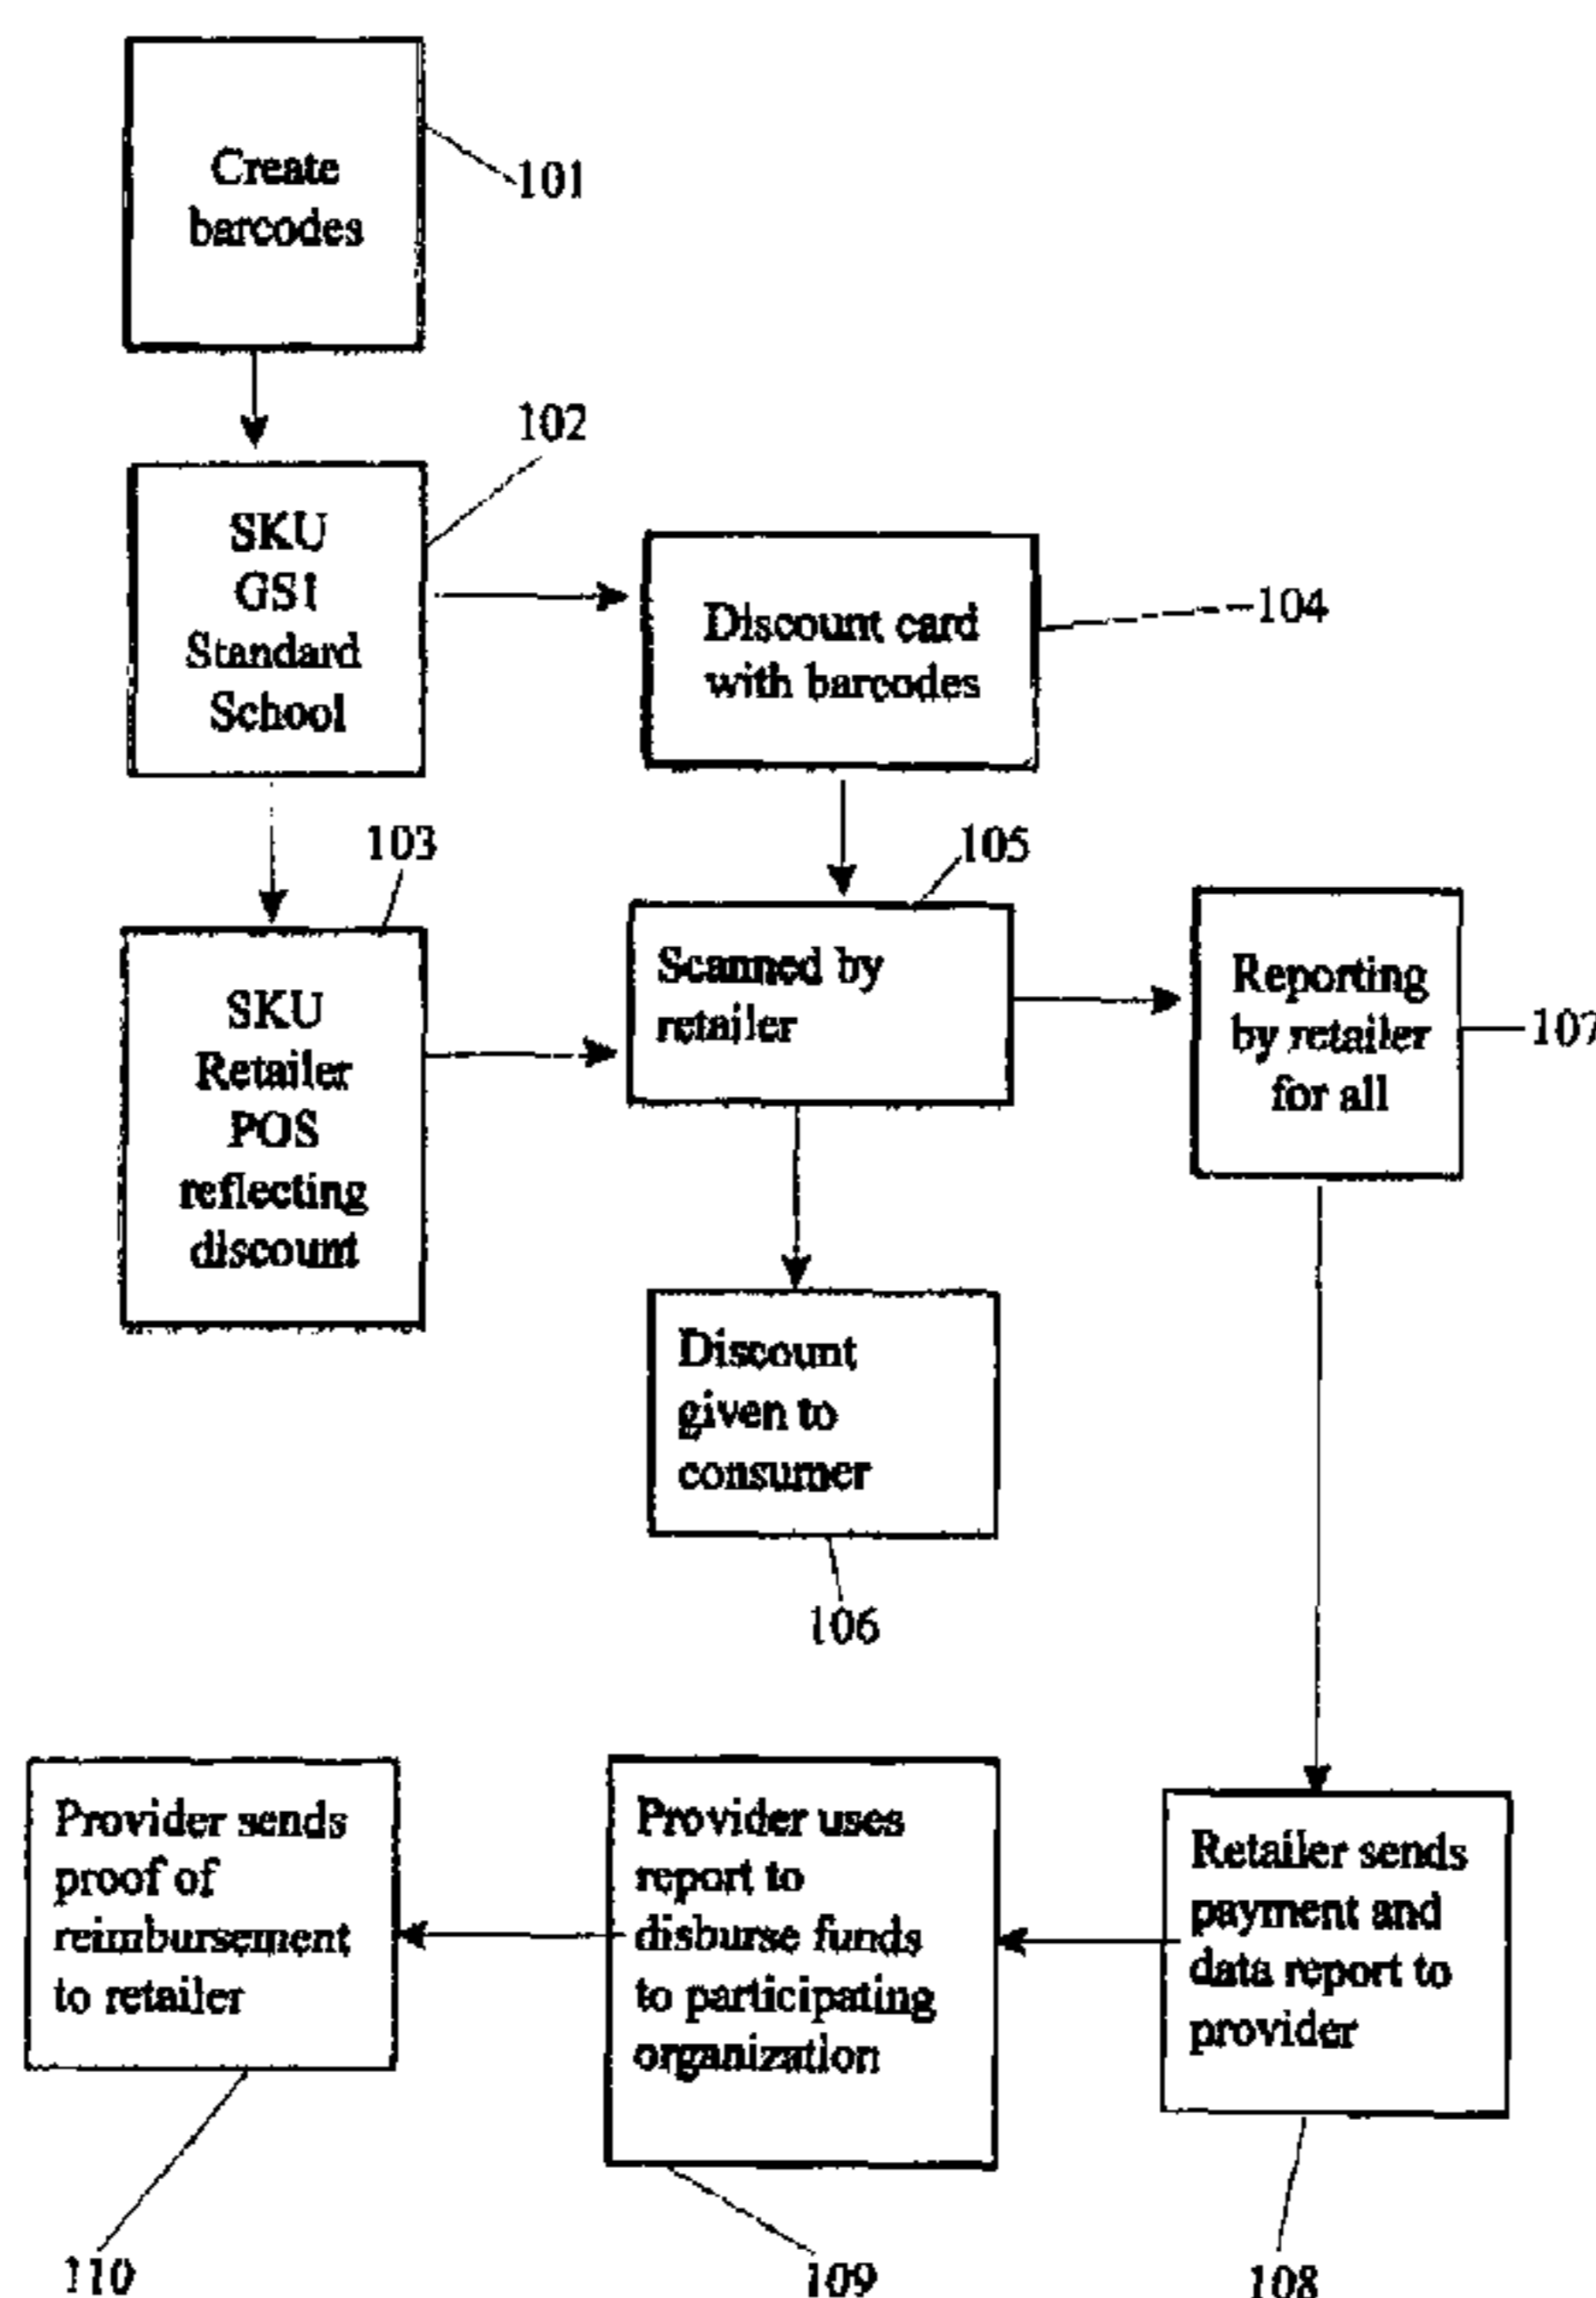 Create
barcodes
101
102
SKU
GS1
Standard
School
Discount card
with barcodes
104
103
SKU
Retailer
POS
reflecting
discount
105
Scanned by
retailer
Reporting
by retailer
for all
107
Discount
given to
consumer
106
Provider sends
proof of
reimbursement
to retailer
110
Provider uses
report to
disburse funds
to participating
organization
109
Retailer sends
payment and
data report to
provider
108